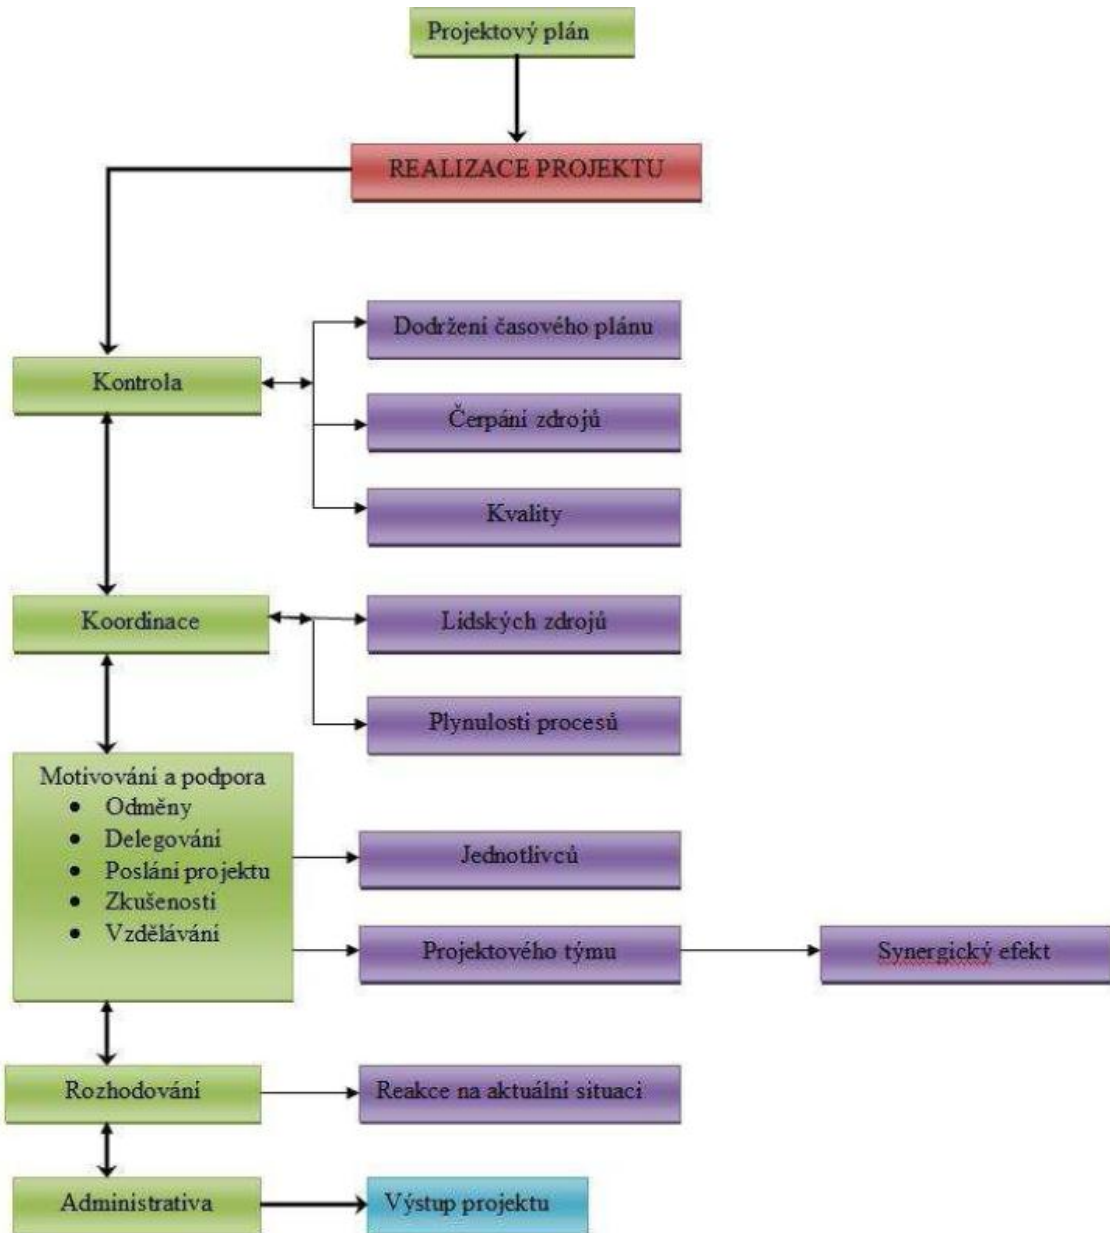 Projektový plán
REALIZACE PROJEKTU
Dodržení časového plánu
Kontrola
Čerpání zdrojů
Kvality
Koordinace
Lidských zdrojů
Plynulosti procesů
Motivování a podpora
• Odměny
• Delegování
• Poslání projektu
• Zkušenosti
• Vzdělávání
Jednotlivců
Projektového týmu
Synergický efekt
Rozhodování
Reakce na aktuální situaci
Administrativa
Výstup projektu